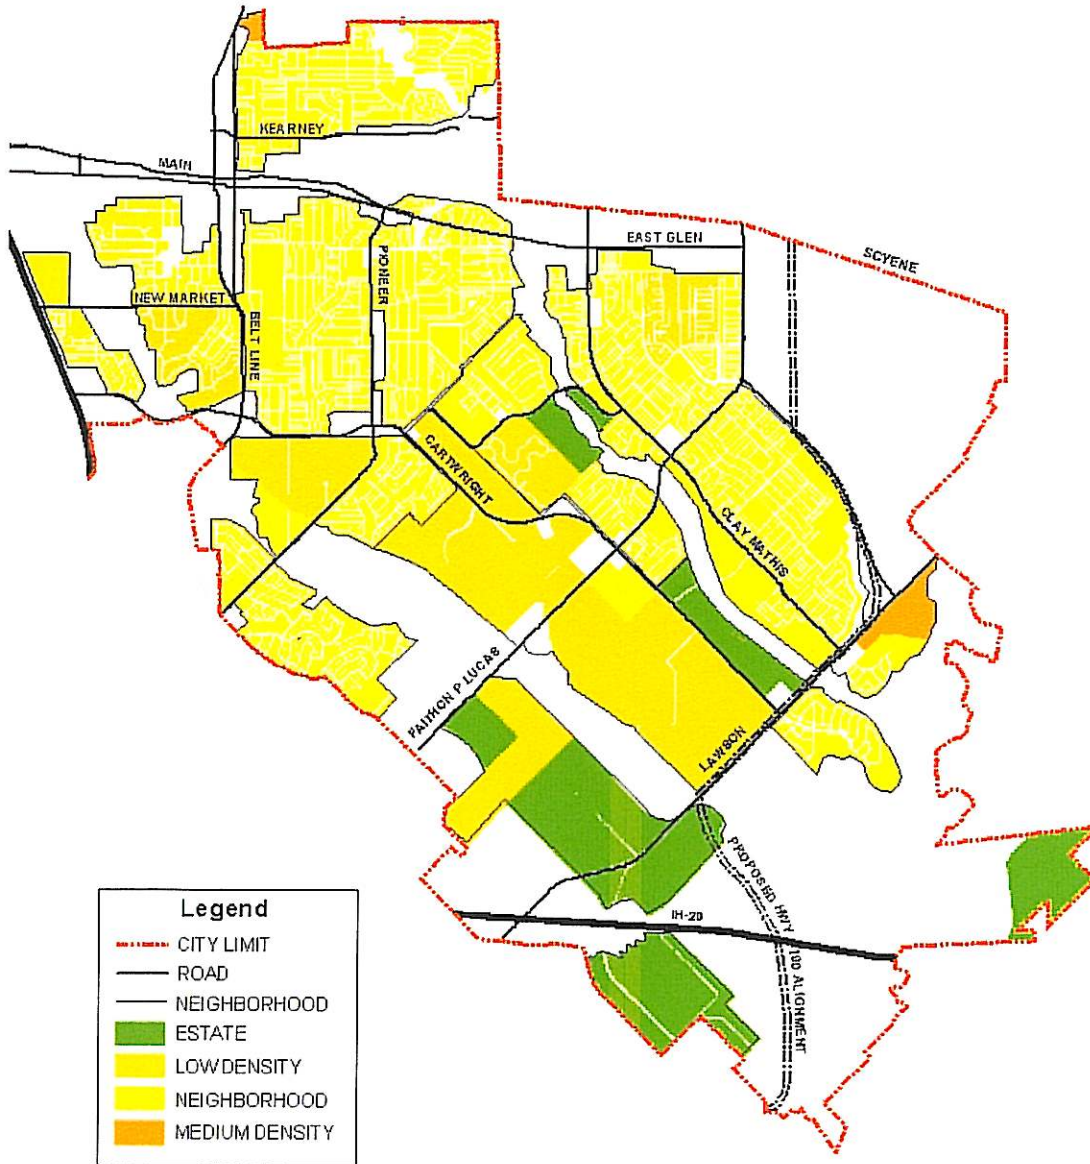 KEARNEY
MAIN
EAST GLEN
SCYENE
PIONEER
NEW MARKET
BELT LINE
CARTWRIGHT
CLAY MATHIS
FAITHON P LUCAS
LAWSON
PROPOSED HWY 190 ALIGNMENT
IH-20
Legend
CITY LIMIT
ROAD
NEIGHBORHOOD
ESTATE
LOW DENSITY
NEIGHBORHOOD
MEDIUM DENSITY